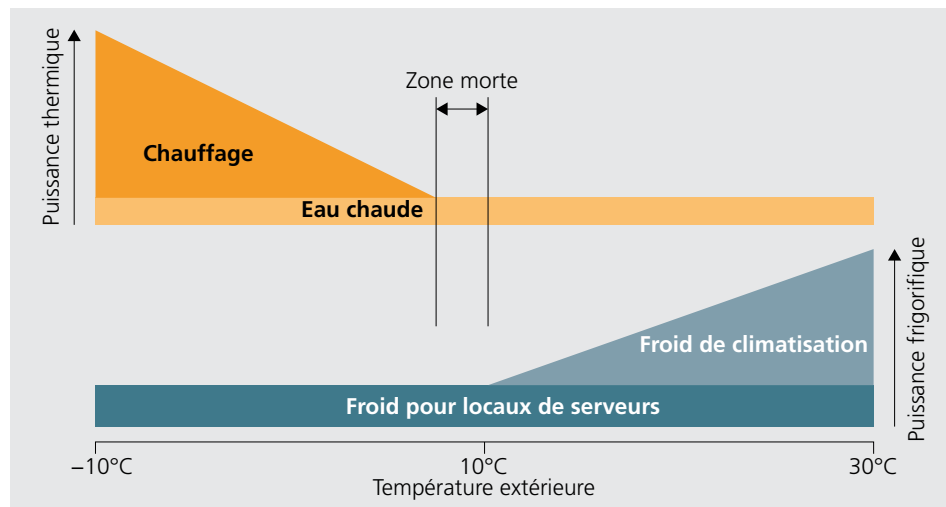 Puissance thermique
Zone morte
Chauffage
Eau chaude
Puissance frigorifique
Froid de climatisation
Froid pour locaux de serveurs
−10°C
10°C
30°C
Température extérieure